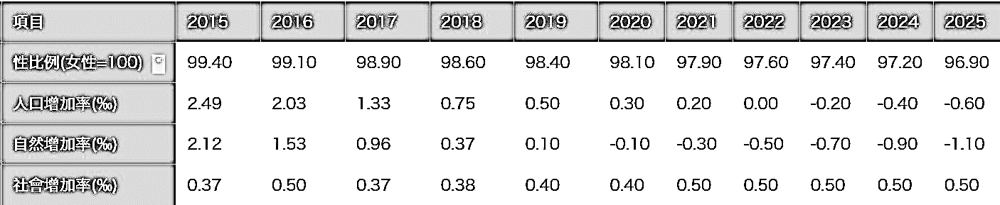 項目 2015 2016 2017 2018 2019 2020 2021 2022 2023 2024 2025
性比例(女性=100) 99.40 99.10 98.90 98.60 98.40 98.10 97.90 97.60 97.40 97.20 96.90
人口增加率(‰) 2.49 2.03 1.33 0.75 0.50 0.30 0.20 0.00 -0.20 -0.40 -0.60
自然增加率(‰) 2.12 1.53 0.96 0.37 0.10 -0.10 -0.30 -0.50 -0.70 -0.90 -1.10
社會增加率(‰) 0.37 0.50 0.37 0.38 0.40 0.40 0.50 0.50 0.50 0.50 0.50